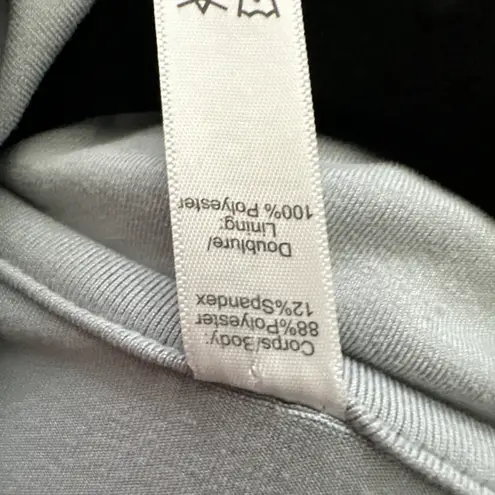 Corps/Body:
88%Polyester
12%Spandex
Doublure/
Lining:
100% Polyester